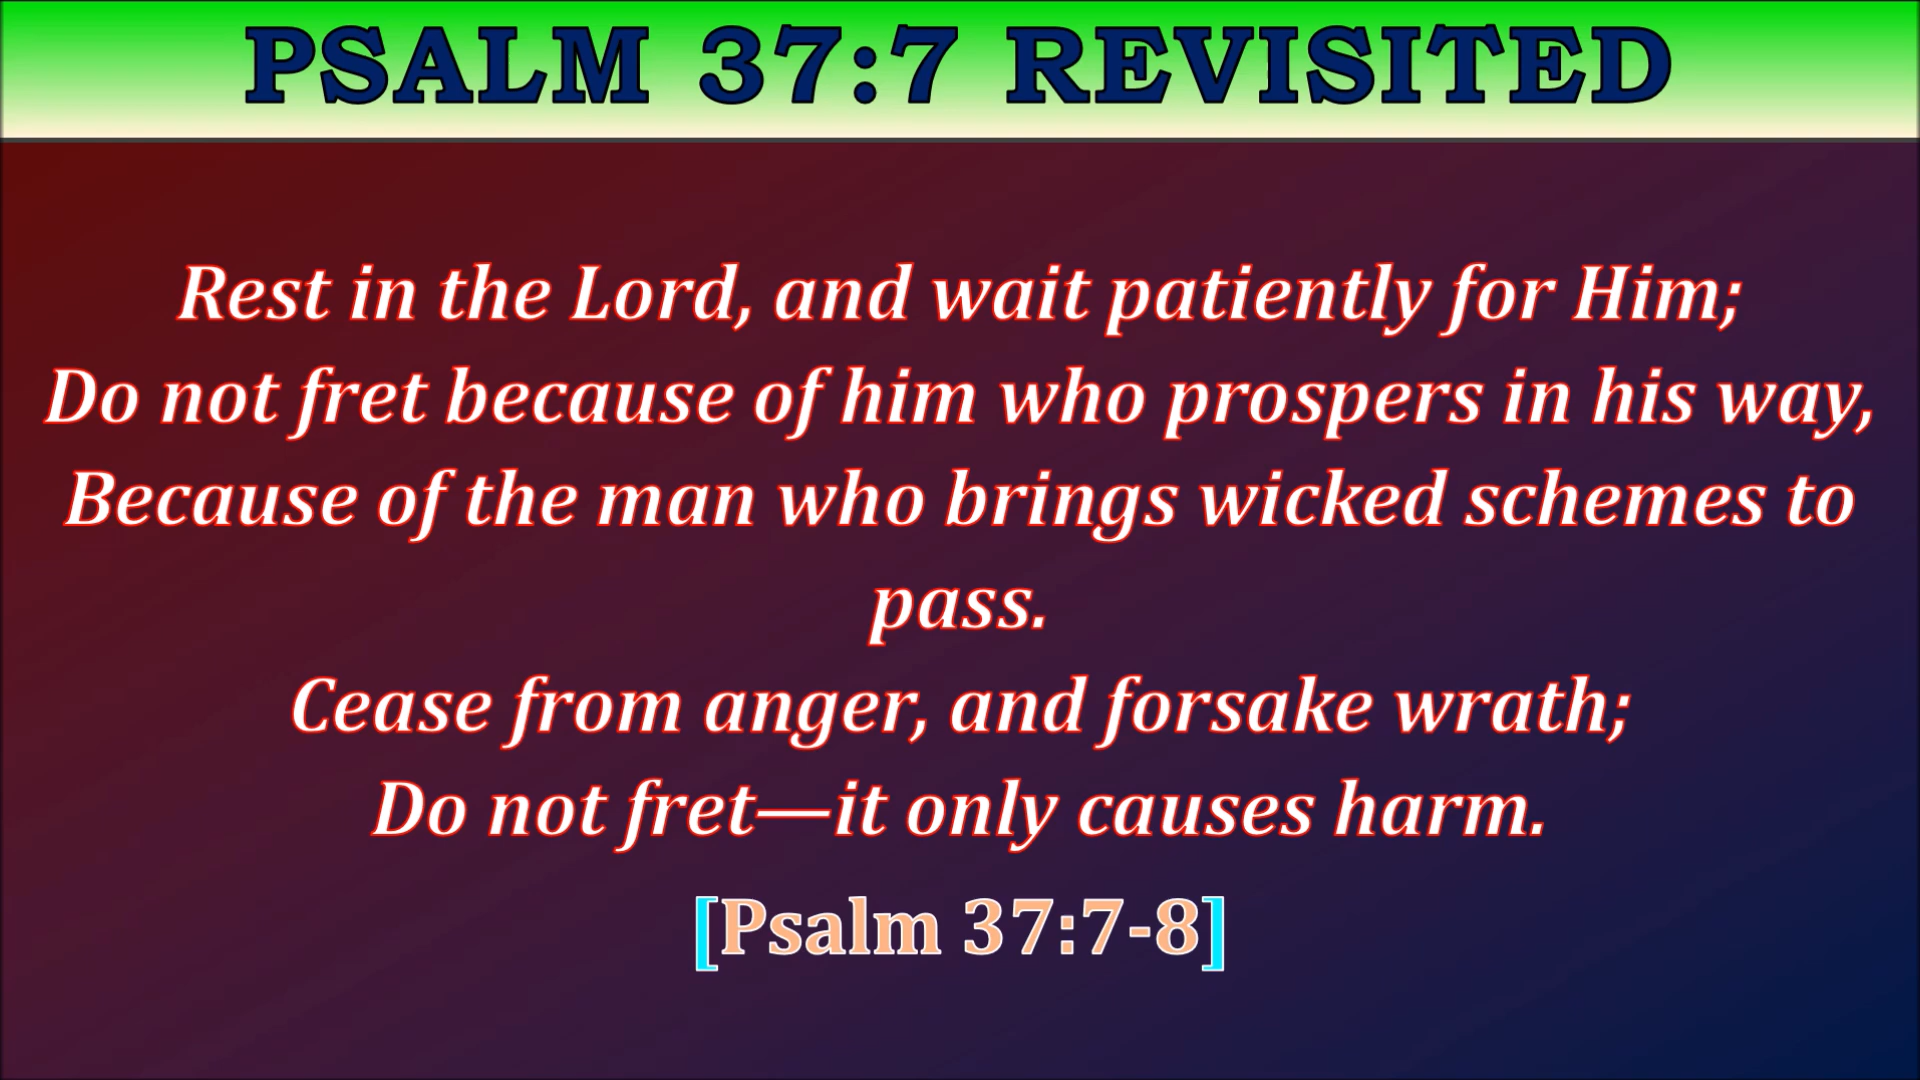 PSALM 37:7 REVISITED
Rest in the Lord, and wait patiently for Him;
Do not fret because of him who prospers in his way,
Because of the man who brings wicked schemes to
pass.
Cease from anger, and forsake wrath;
Do not fret—it only causes harm.
[Psalm 37:7-8]